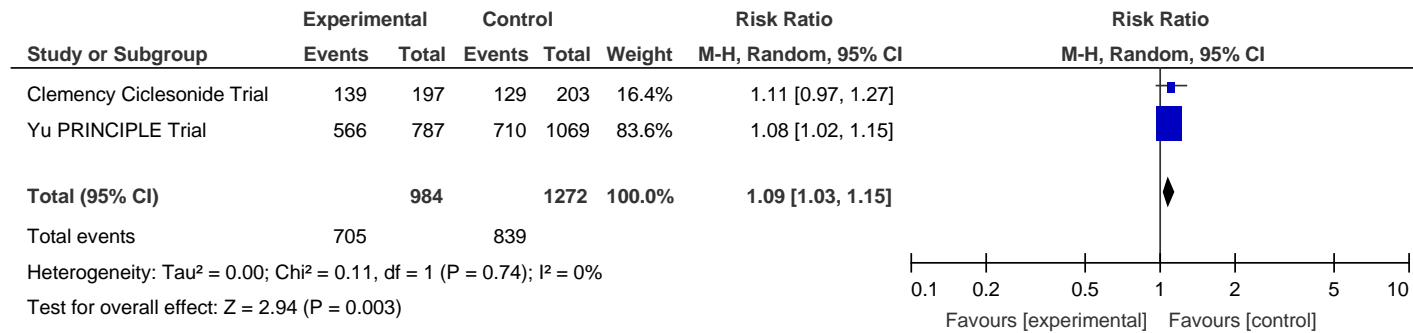 Experimental Control Risk Ratio Risk Ratio
Study or Subgroup Events Total Events Total Weight M-H, Random, 95% CI M-H, Random, 95% CI
Clemency Ciclesonide Trial 139 197 129 203 16.4% 1.11 [0.97, 1.27]
Yu PRINCIPLE Trial 566 787 710 1069 83.6% 1.08 [1.02, 1.15]
Total (95% CI) 984 1272 100.0% 1.09 [1.03, 1.15]
Total events 705 839
Heterogeneity: Tau² = 0.00; Chi² = 0.11, df = 1 (P = 0.74); I² = 0%
Test for overall effect: Z = 2.94 (P = 0.003)
0.1 0.2 0.5 1 2 5 10
Favours [experimental] Favours [control]